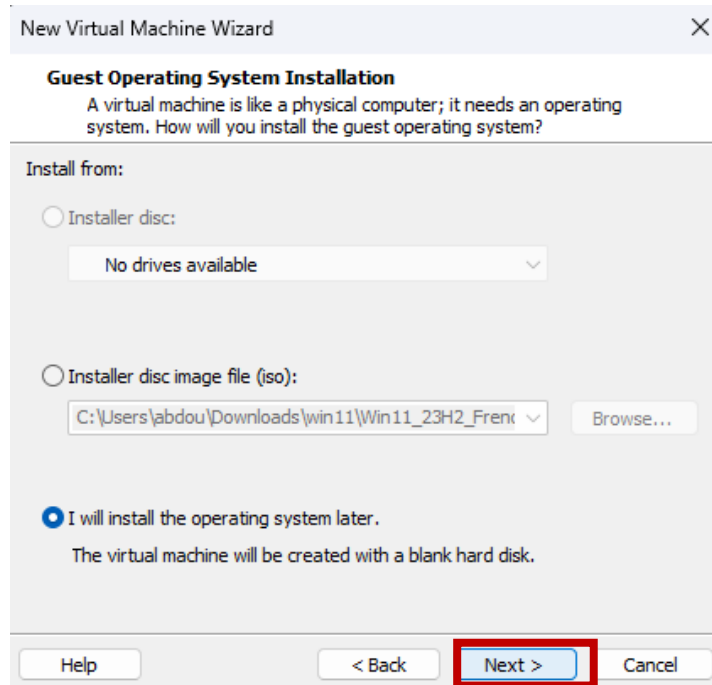 New Virtual Machine Wizard
Guest Operating System Installation
A virtual machine is like a physical computer; it needs an operating
system. How will you install the guest operating system?
Install from:
Installer disc:
No drives available
Installer disc image file (iso):
C:\Users\abdou\Downloads\win11\Win11_23H2_Frenc
Browse...
I will install the operating system later.
The virtual machine will be created with a blank hard disk.
Help
< Back
Next >
Cancel